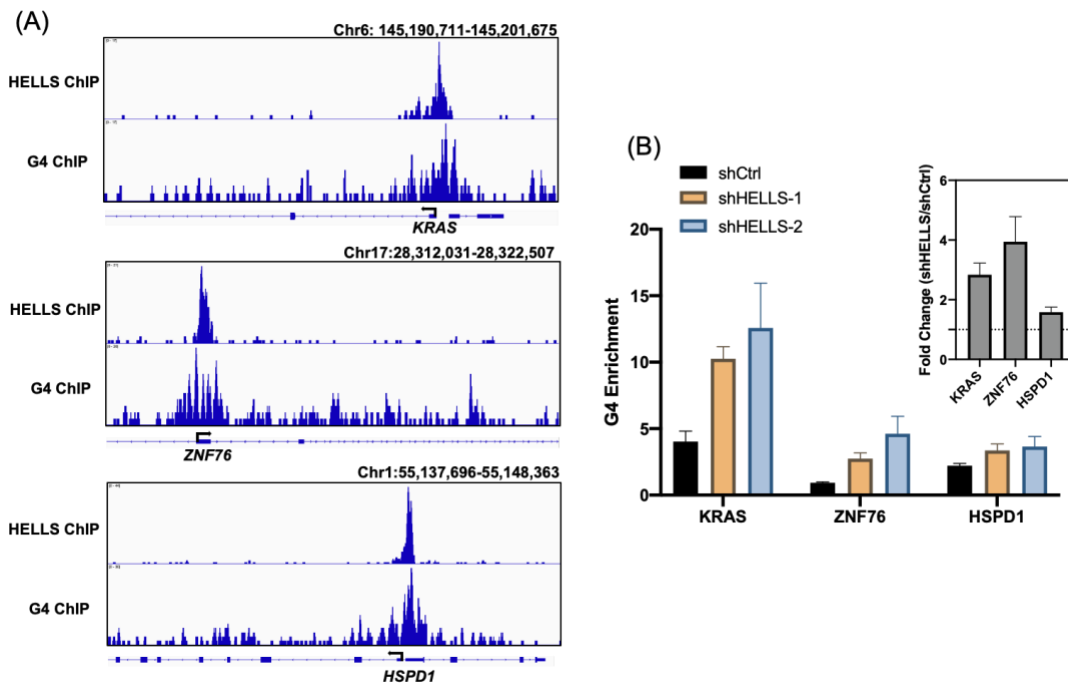 (A)
Chr6: 145,190,711-145,201,675
HELLS ChIP
G4 ChIP
KRAS
Chr17:28,312,031-28,322,507
HELLS ChIP
G4 ChIP
ZNF76
Chr1:55,137,696-55,148,363
HELLS ChIP
G4 ChIP
HSPD1
(B)
shCtrl
shHELLS-1
shHELLS-2
G4 Enrichment
20
15
10
5
0
KRAS
ZNF76
HSPD1
Fold Change (shHELLS/shCtrl)
6
4
2
0
KRAS
ZNF76
HSPD1